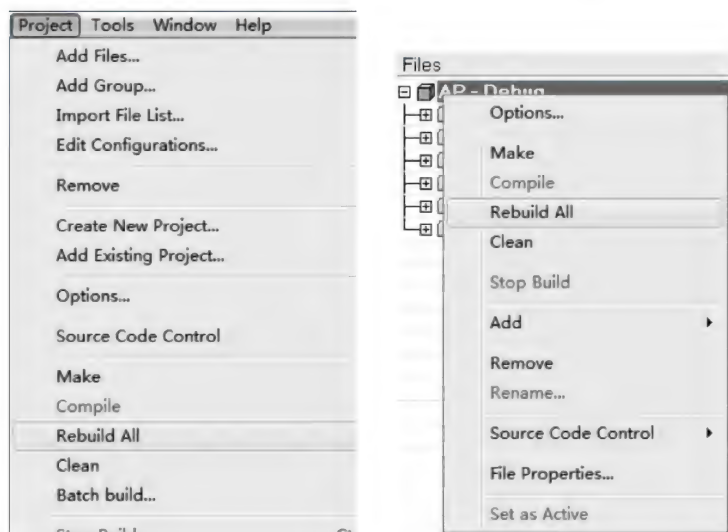 Project Tools Window Help
Add Files...
Add Group...
Import File List...
Edit Configurations...
Remove
Create New Project...
Add Existing Project...
Options...
Source Code Control
Make
Compile
Rebuild All
Clean
Batch build...
Files
AP - Debug
Options...
Make
Compile
Rebuild All
Clean
Stop Build
Add
Remove
Rename...
Source Code Control
File Properties...
Set as Active